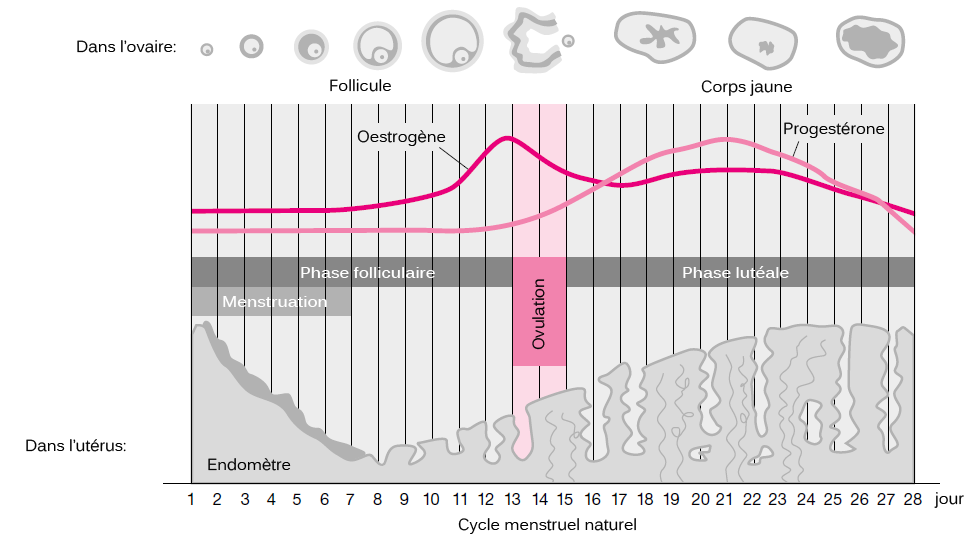 Dans l'ovaire:
Follicule
Corps jaune
Oestrogène
Progestérone
Phase folliculaire
Phase lutéale
Menstruation
Ovulation
Dans l'utérus:
Endomètre
1 2 3 4 5 6 7 8 9 10 11 12 13 14 15 16 17 18 19 20 21 22 23 24 25 26 27 28 jour
Cycle menstruel naturel